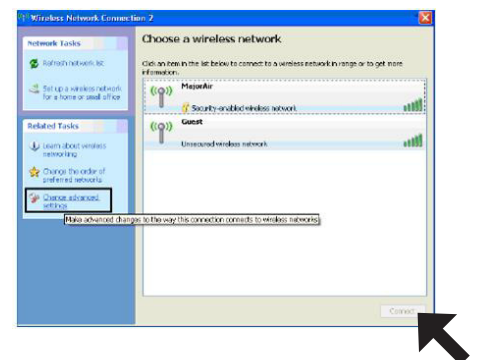 Wireless Network Connection 2
Network Tasks
Refresh network list
Set up a wireless network
for a home or small office
Related Tasks
Learn about wireless
networking
Change the order of
preferred networks
Change advanced
settings
Choose a wireless network
Click an item in the list below to connect to a wireless network in range or to get more
information.
MajorAir
Security-enabled wireless network
Guest
Unsecured wireless network
Make advanced changes to the way this connection connects to wireless networks
Connect